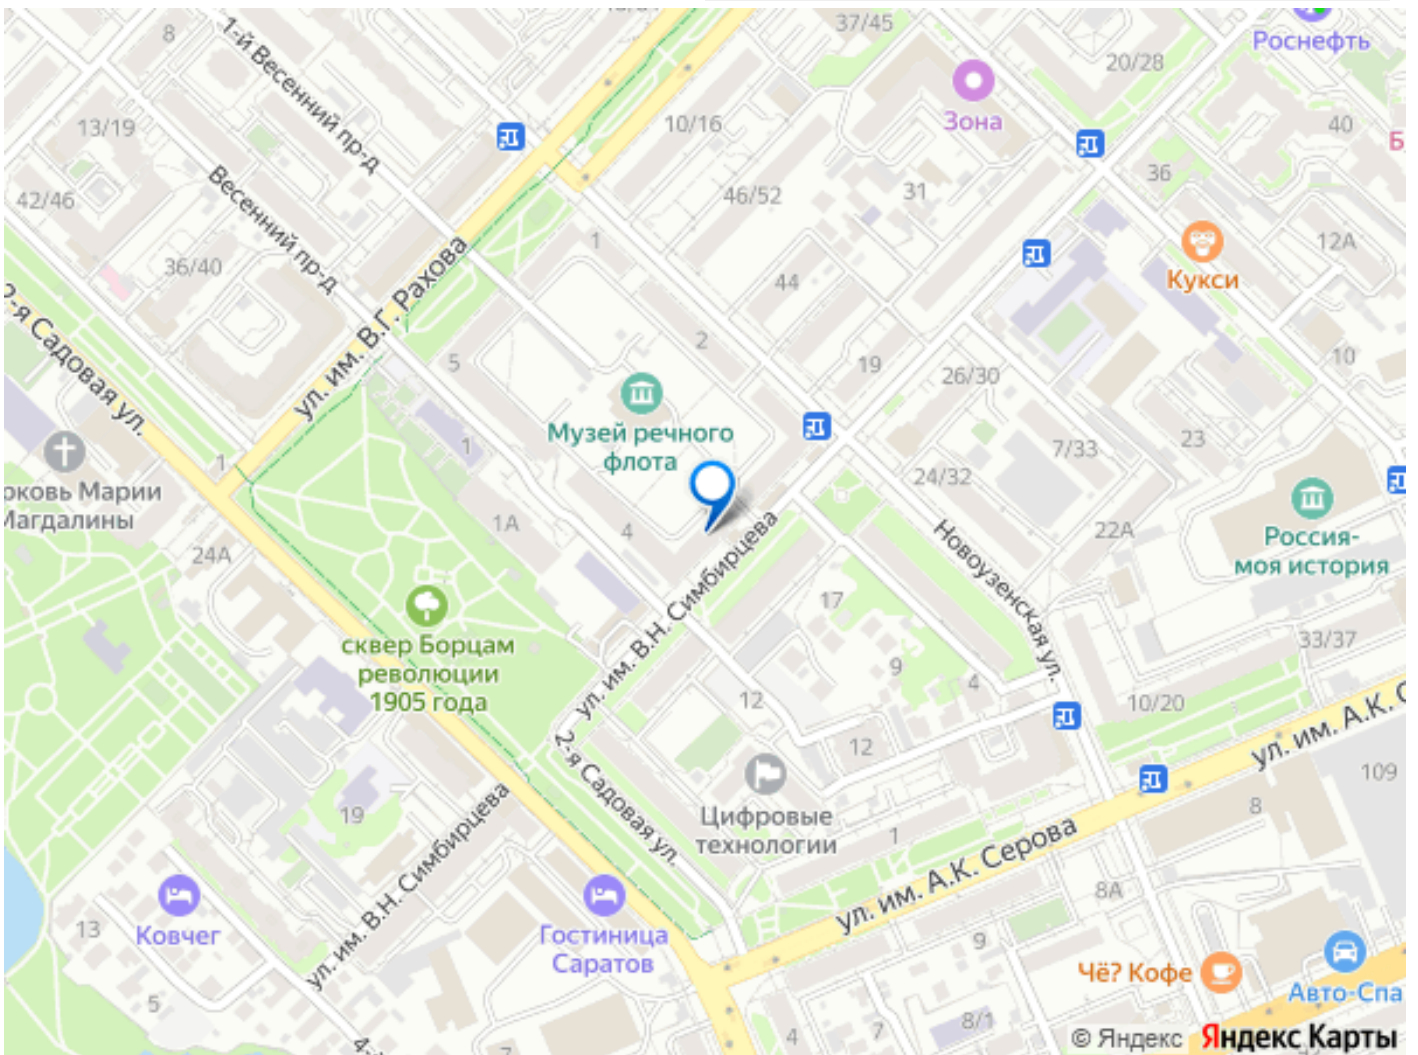 37/45
Роснефть
8
1-й Весенний пр-д
20/28
Зона
13/19
10/16
40
36
42/46
Весенний пр-д
46/52
31
12А
1
Кукси
36/40
ул. им. В.Г. Рахова
44
2-я Садовая ул.
2
10
5
19
26/30
Музей речного
флота
1
23
7/33
1
24/32
рковь Марии
Магдалины
1А
4
22А
Россия-
моя история
24А
Новоузенская ул.
ул. им. В.Н. Симбирцева
17
сквер Борцам
революции
1905 года
33/37
9
4
12
10/20
12
ул. им. А.К. С
2-я Садовая ул.
109
Цифровые
технологии
19
8
1
ул. им. А.К. Серова
ул. им. В.Н. Симбирцева
8А
13
Ковчег
Гостиница
Саратов
9
Чё? Кофе
Авто-Спа
5
8/1
4
7
© Яндекс Яндекс Карты